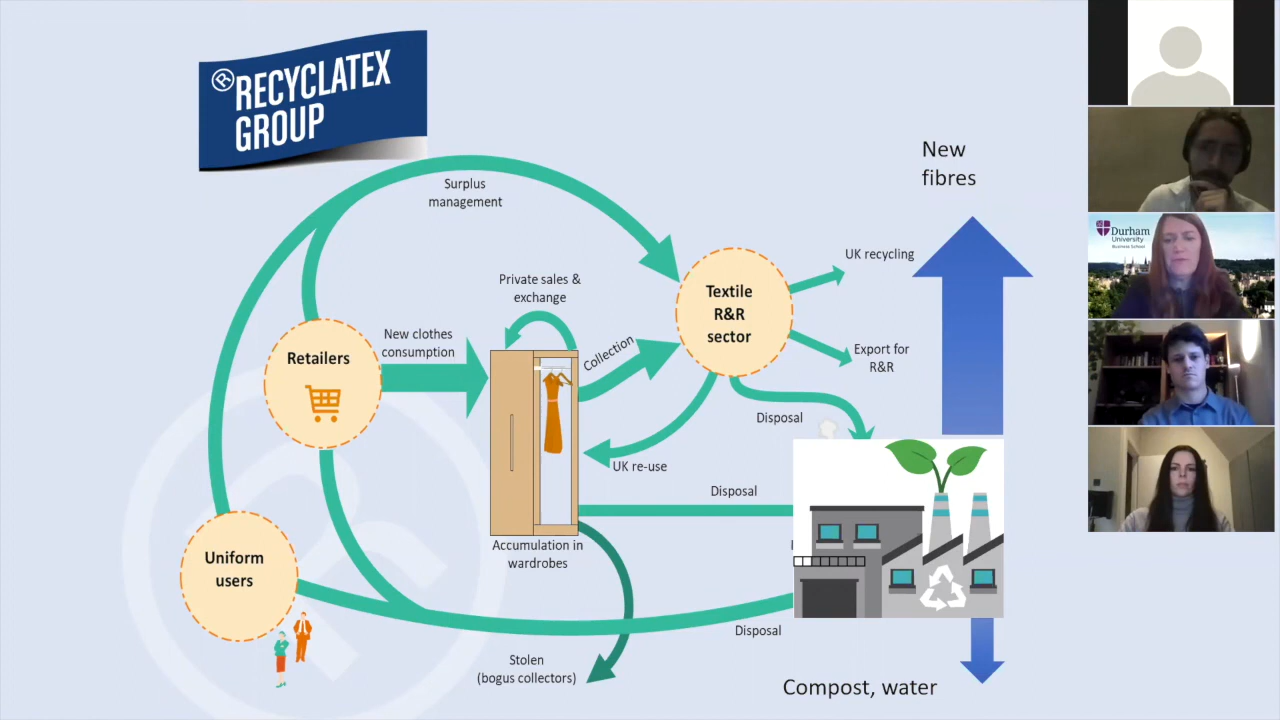 ® RECYCLATEX
GROUP
New
fibres
Surplus
management
Durham
University
Business School
UK recycling
Private sales &
exchange
Textile
R&R
sector
New clothes
consumption
Retailers
Collection
Export for
R&R
Disposal
UK re-use
Disposal
Accumulation in
wardrobes
Uniform
users
Disposal
Stolen
(bogus collectors)
Compost, water